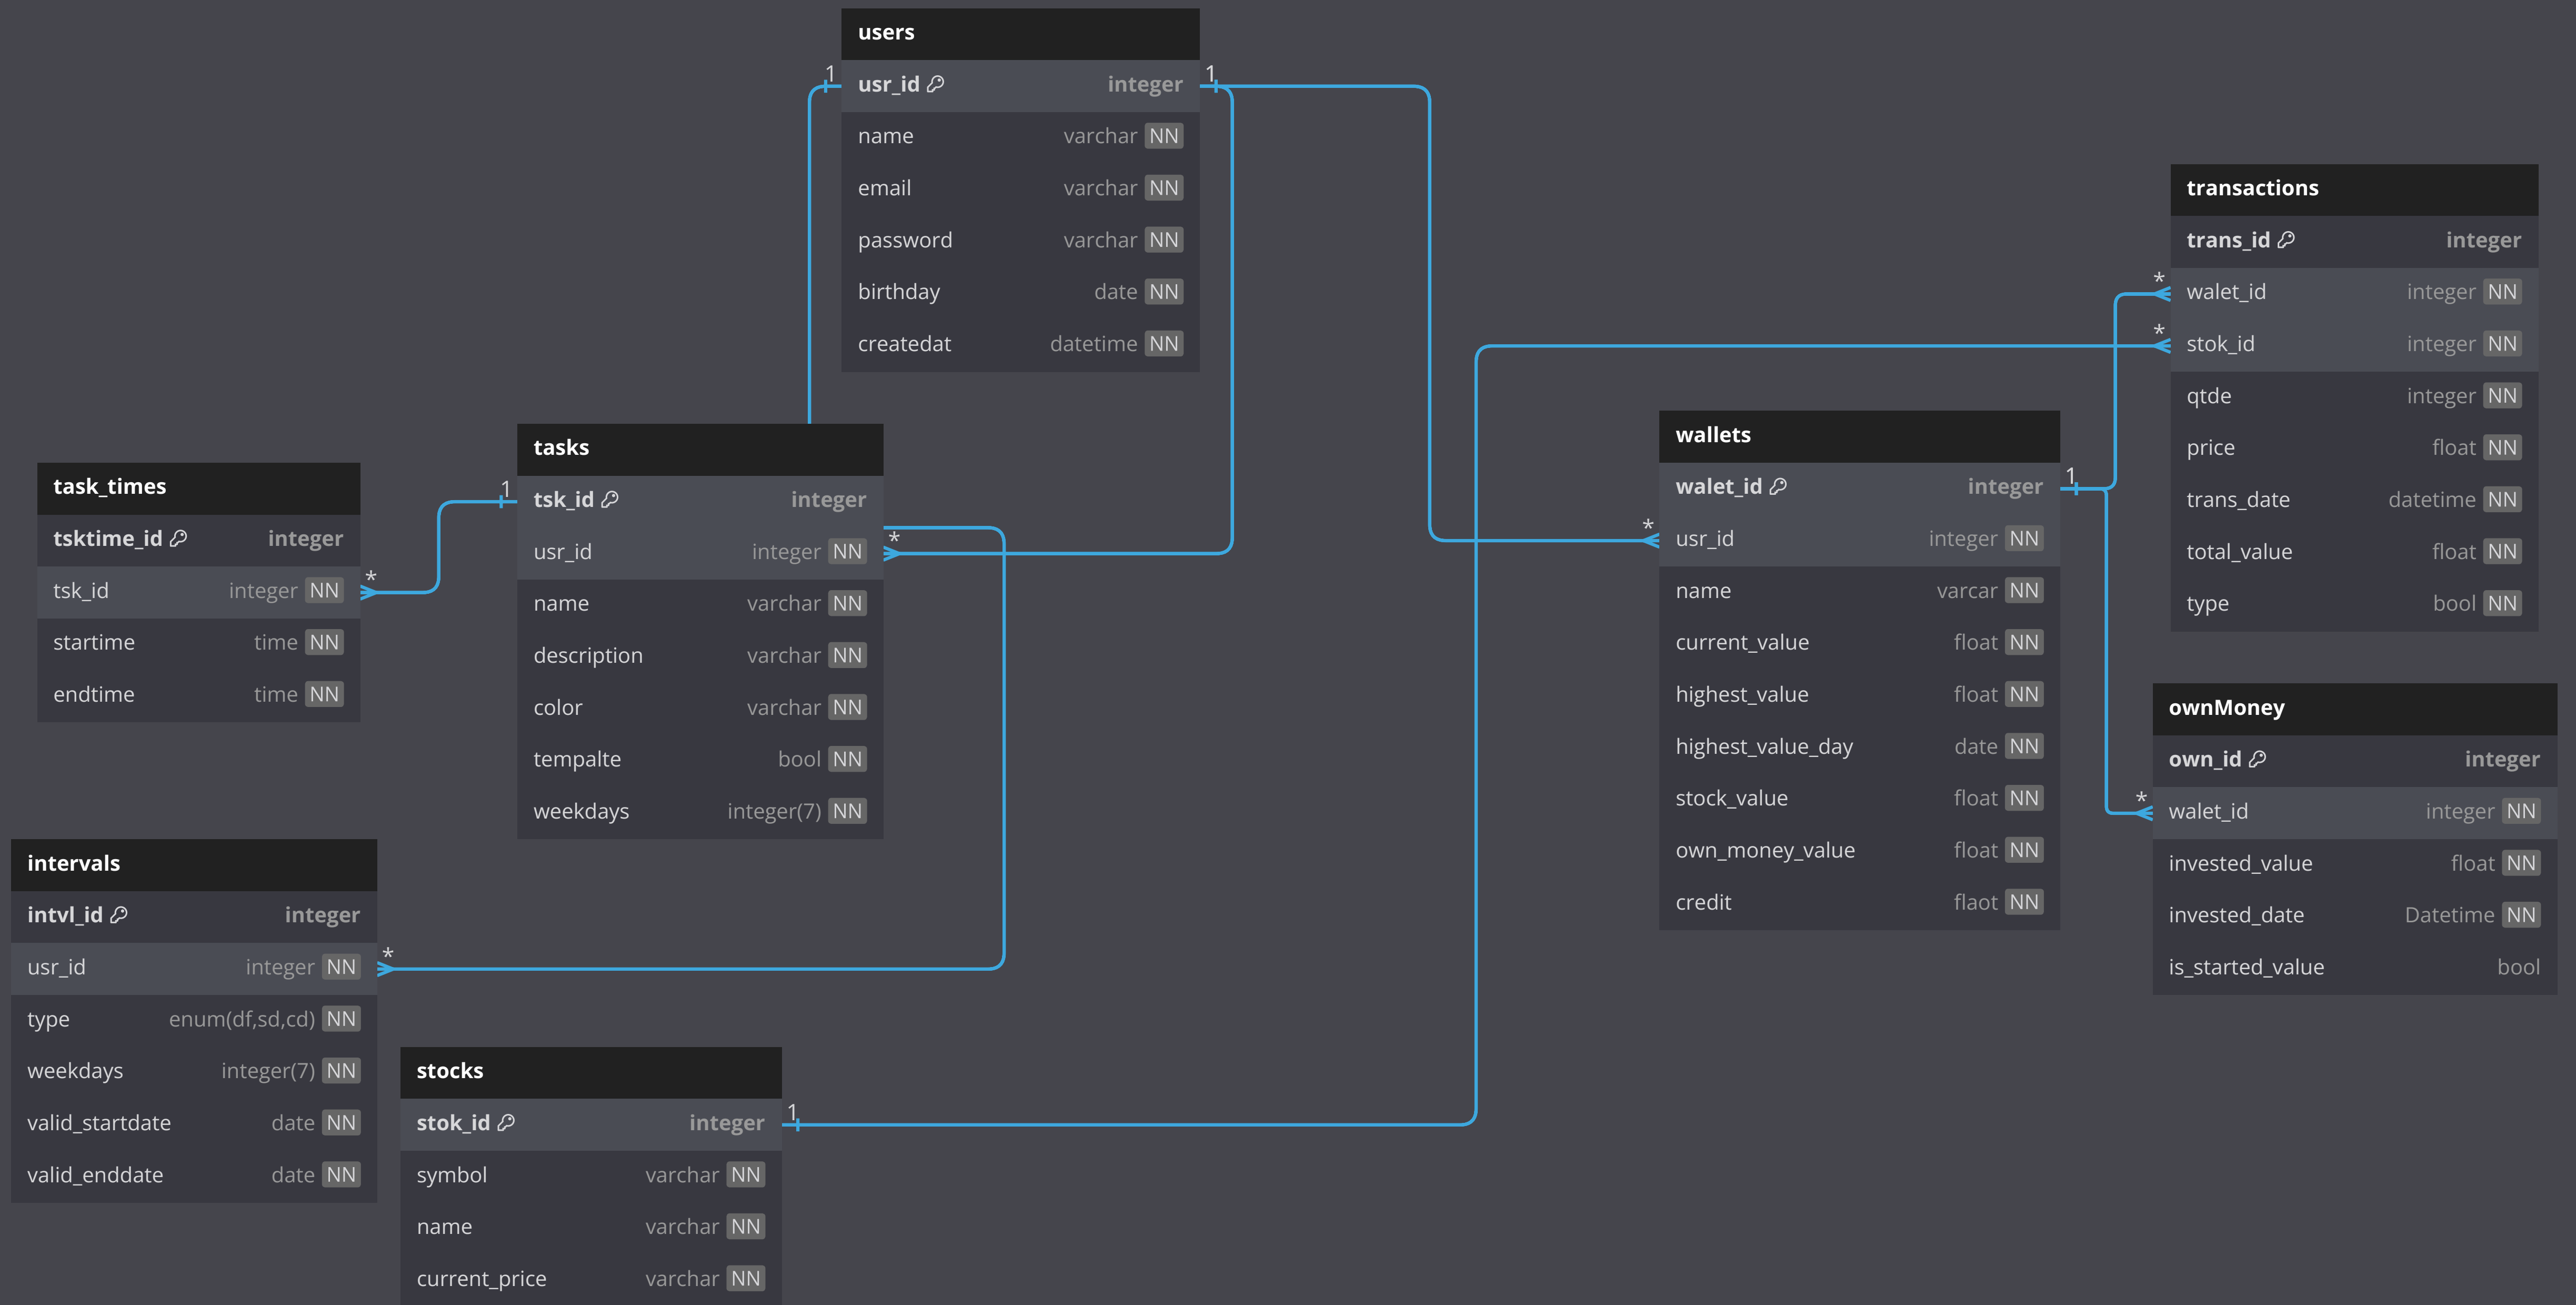 users
1 usr_id integer 1
name varchar NN
email varchar NN
password varchar NN
birthday date NN
createdat datetime NN
transactions
trans_id integer
* walet_id integer NN
* stok_id integer NN
qtde integer NN
price float NN
trans_date datetime NN
total_value float NN
type bool NN
tasks
1 tsk_id integer
usr_id integer NN *
name varchar NN
description varchar NN
color varchar NN
tempalte bool NN
weekdays integer(7) NN
task_times
tsktime_id integer
tsk_id integer NN *
startime time NN
endtime time NN
wallets
walet_id integer 1
* usr_id integer NN
name varcar NN
current_value float NN
highest_value float NN
highest_value_day date NN
stock_value float NN
own_money_value float NN
credit flaot NN
ownMoney
own_id integer
* walet_id integer NN
invested_value float NN
invested_date Datetime NN
is_started_value bool
intervals
intvl_id integer
usr_id integer NN *
type enum(df,sd,cd) NN
weekdays integer(7) NN
valid_startdate date NN
valid_enddate date NN
stocks
stok_id integer 1
symbol varchar NN
name varchar NN
current_price varchar NN